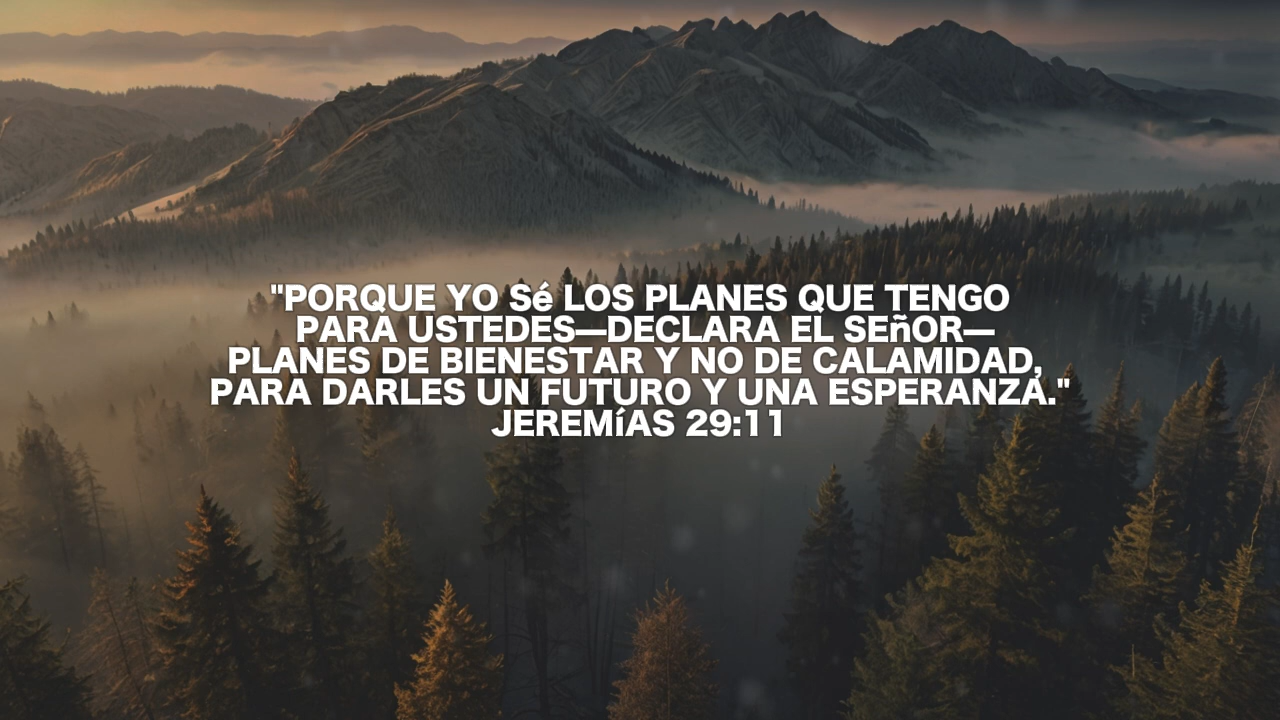 "PORQUE YO Sé LOS PLANES QUE TENGO
PARA USTEDES—DECLARA EL SEñOR—
PLANES DE BIENESTAR Y NO DE CALAMIDAD,
PARA DARLES UN FUTURO Y UNA ESPERANZA."
JEREMíAS 29:11